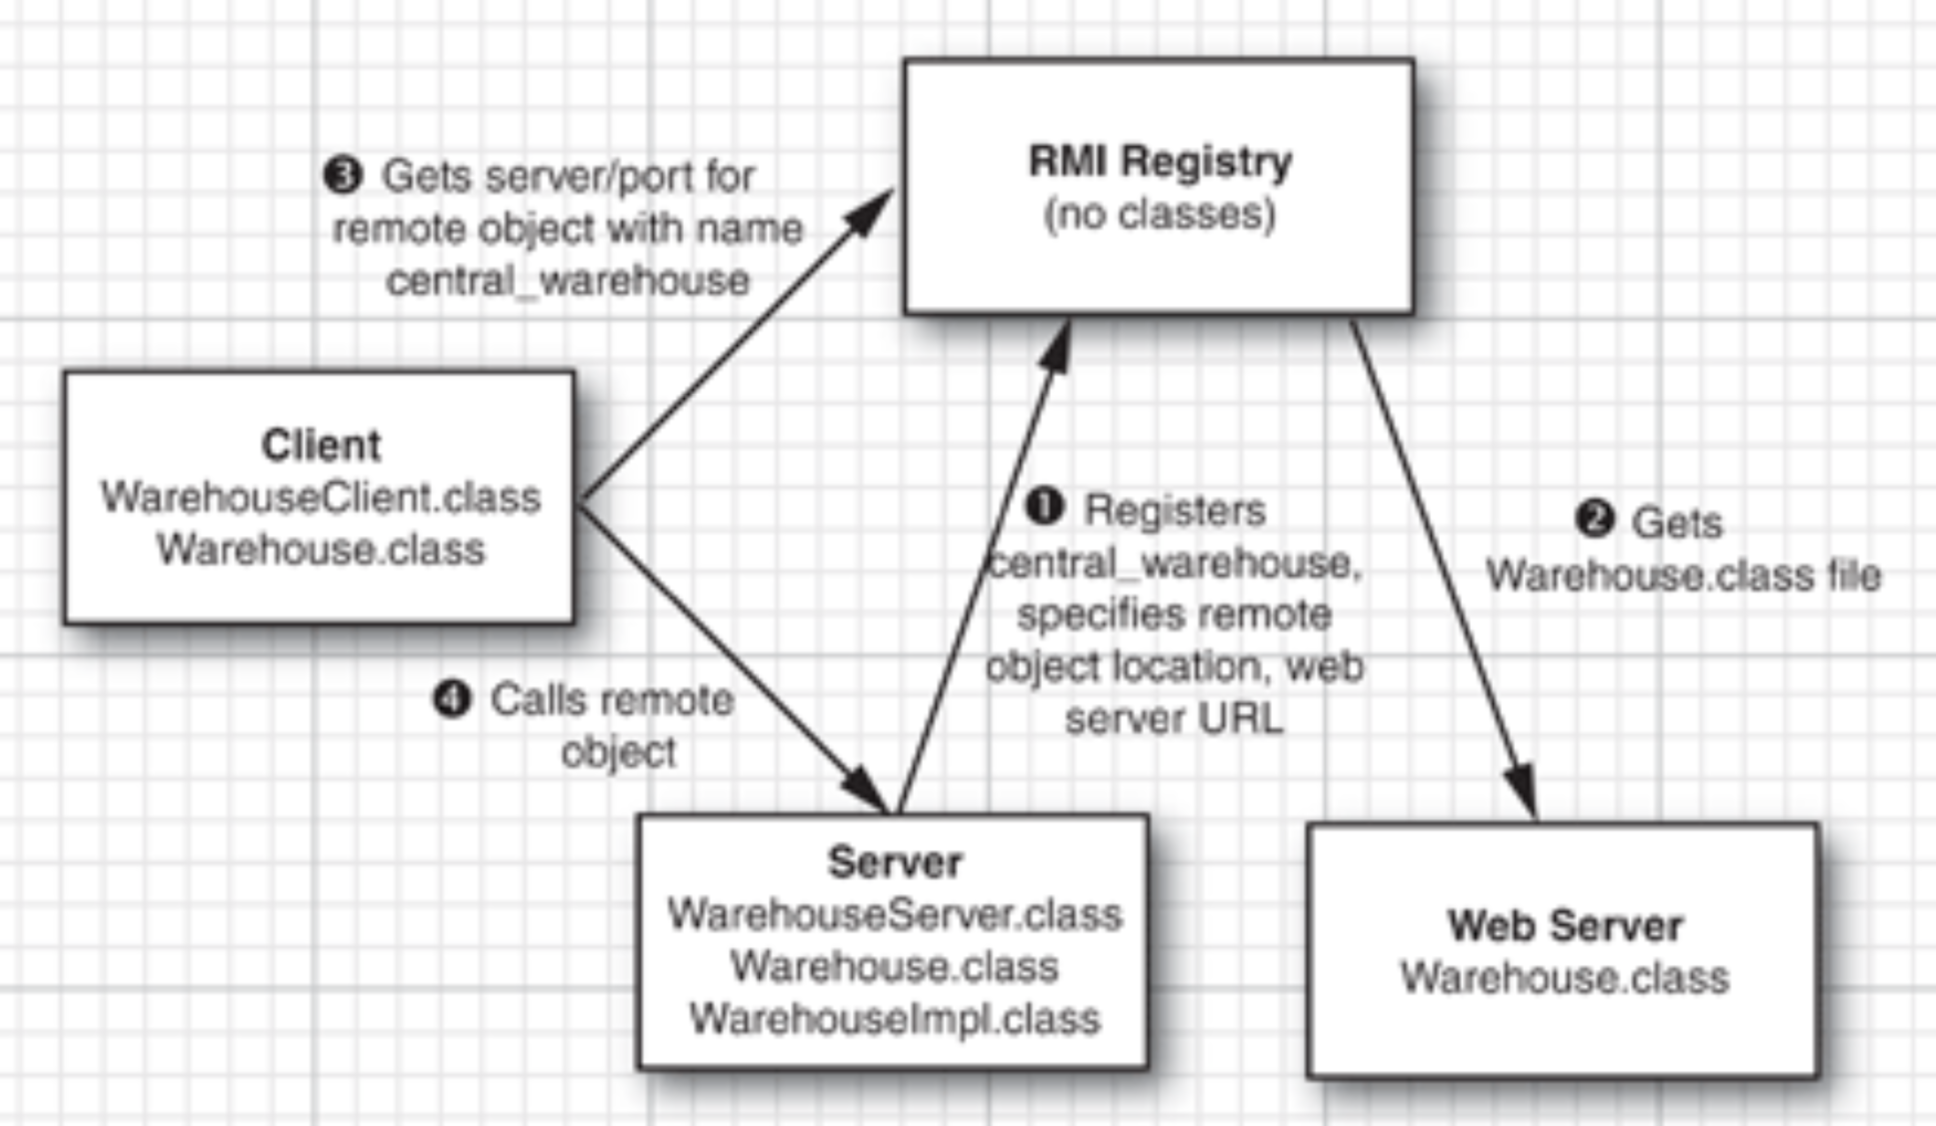 RMI Registry
(no classes)
❸ Gets server/port for
remote object with name
central_warehouse
Client
WarehouseClient.class
Warehouse.class
❶ Registers
central_warehouse,
specifies remote
object location, web
server URL
❷ Gets
Warehouse.class file
❹ Calls remote
object
Server
WarehouseServer.class
Warehouse.class
WarehouseImpl.class
Web Server
Warehouse.class